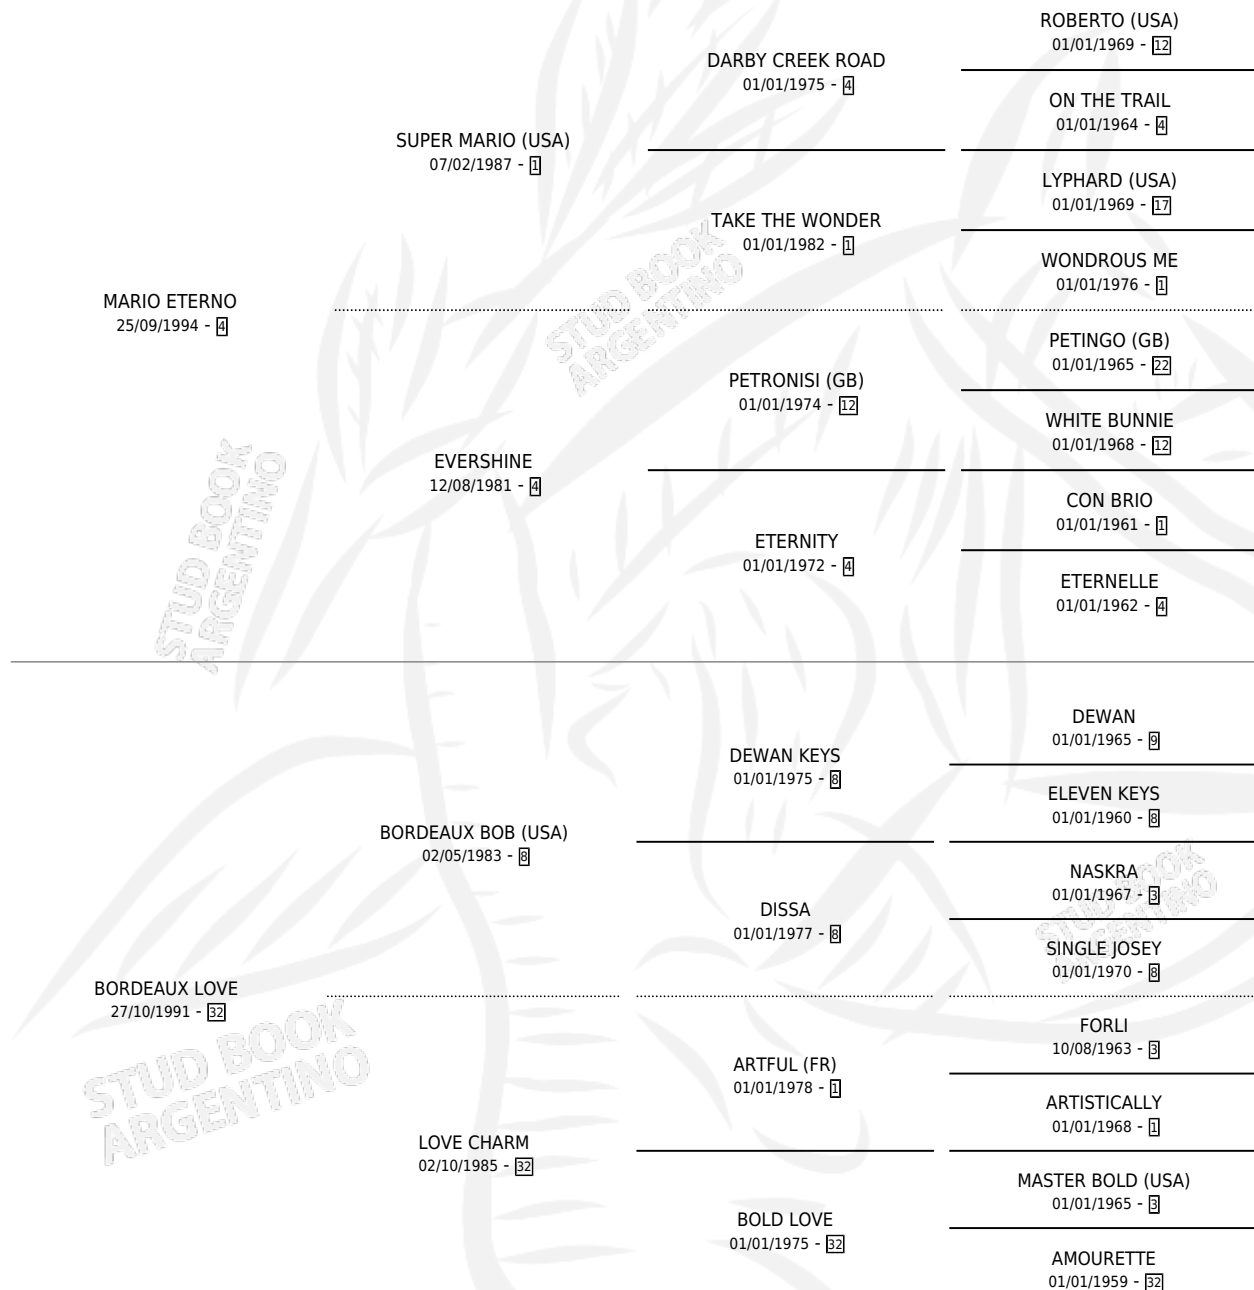 ROBERTO (USA)
01/01/1969 - 12
DARBY CREEK ROAD
01/01/1975 - 4
ON THE TRAIL
01/01/1964 - 4
SUPER MARIO (USA)
07/02/1987 - 1
LYPHARD (USA)
01/01/1969 - 17
TAKE THE WONDER
01/01/1982 - 1
WONDROUS ME
01/01/1976 - 1
MARIO ETERNO
25/09/1994 - 4
PETINGO (GB)
01/01/1965 - 22
PETRONISI (GB)
01/01/1974 - 12
WHITE BUNNIE
01/01/1968 - 12
EVERSHINE
12/08/1981 - 4
CON BRIO
01/01/1961 - 1
ETERNITY
01/01/1972 - 4
ETERNELLE
01/01/1962 - 4
DEWAN
01/01/1965 - 9
DEWAN KEYS
01/01/1975 - 8
ELEVEN KEYS
01/01/1960 - 8
BORDEAUX BOB (USA)
02/05/1983 - 8
NASKRA
01/01/1967 - 3
DISSA
01/01/1977 - 8
SINGLE JOSEY
01/01/1970 - 8
BORDEAUX LOVE
27/10/1991 - 32
FORLI
10/08/1963 - 3
ARTFUL (FR)
01/01/1978 - 1
ARTISTICALLY
01/01/1968 - 1
LOVE CHARM
02/10/1985 - 32
MASTER BOLD (USA)
01/01/1965 - 3
BOLD LOVE
01/01/1975 - 32
AMOURETTE
01/01/1959 - 32
STUD BOOK
ARGENTINO
STUD BOOK
ARGENTINO
STUD BOOK
ARGENTINO
STUD BOOK
ARGENTINO